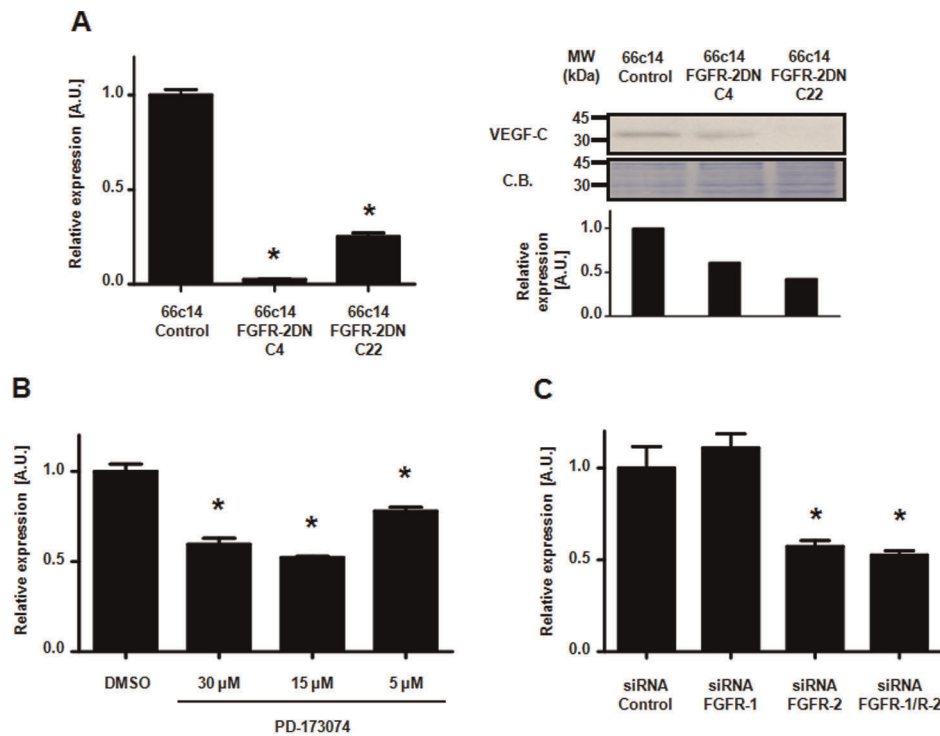 A
Relative expression [A.U.]
1.0
0.5
0.0
*
*
66c14
Control
66c14
FGFR-2DN
C4
66c14
FGFR-2DN
C22
MW
(kDa)
66c14
Control
66c14
FGFR-2DN
C4
66c14
FGFR-2DN
C22
VEGF-C
45
30
C.B.
45
30
Relative
expression
[A.U.]
1.0
0.5
0.0
B
Relative expression [A.U.]
1.0
0.5
0.0
*
*
*
DMSO
30 µM
15 µM
5 µM
PD-173074
C
Relative expression [A.U.]
1.0
0.5
0.0
*
*
siRNA
Control
siRNA
FGFR-1
siRNA
FGFR-2
siRNA
FGFR-1/R-2